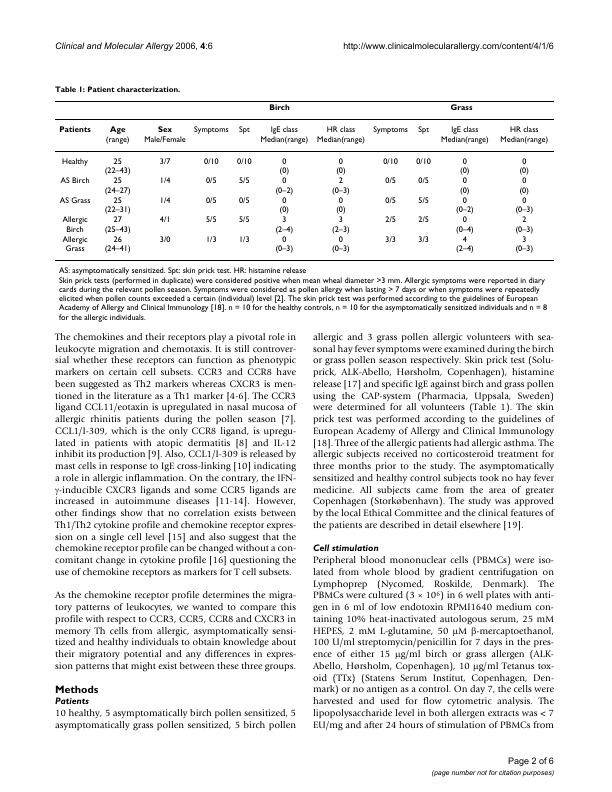 Clinical and Molecular Allergy 2006, 4:6 http://www.clinicalmolecularallergy.com/content/4/1/6
Table 1: Patient characterization.
Birch Grass
Patients Age Sex Symptoms Spt IgE class HR class Symptoms Spt IgE class HR class
(range) Male/Female Median(range) Median(range) Median(range) Median(range)
Healthy 25 3/7 0/10 0/10 0 0 0/10 0/10 0 0
(22–43) (0) (0) (0) (0)
AS Birch 25 1/4 0/5 5/5 0 2 0/5 0/5 0 0
(24–27) (0–2) (0–3) (0) (0)
AS Grass 25 1/4 0/5 0/5 0 0 0/5 5/5 0 0
(22–31) (0) (0) (0–2) (0–3)
Allergic 27 4/1 5/5 5/5 3 3 2/5 2/5 0 2
Birch (25–43) (2–4) (2–3) (0–4) (0–3)
Allergic 26 3/0 1/3 1/3 0 0 3/3 3/3 4 3
Grass (24–41) (0–3) (0–3) (2–4) (0–3)
AS: asymptomatically sensitized. Spt: skin prick test. HR: histamine release
Skin prick tests (performed in duplicate) were considered positive when mean wheal diameter >3 mm. Allergic symptoms were reported in diary
cards during the relevant pollen season. Symptoms were considered as pollen allergy when lasting > 7 days or when symptoms were repeatedly
elicited when pollen counts exceeded a certain (individual) level [2]. The skin prick test was performed according to the guidelines of European
Academy of Allergy and Clinical Immunology [18]. n = 10 for the healthy controls, n = 10 for the asymptomatically sensitized individuals and n = 8
for the allergic individuals.
The chemokines and their receptors play a pivotal role in
leukocyte migration and chemotaxis. It is still controver-
sial whether these receptors can function as phenotypic
markers on certain cell subsets. CCR3 and CCR8 have
been suggested as Th2 markers whereas CXCR3 is men-
tioned in the literature as a Th1 marker [4-6]. The CCR3
ligand CCL11/eotaxin is upregulated in nasal mucosa of
allergic rhinitis patients during the pollen season [7].
CCL1/l-309, which is the only CCR8 ligand, is upregu-
lated in patients with atopic dermatitis [8] and IL-12
inhibit its production [9]. Also, CCL1/l-309 is released by
mast cells in response to IgE cross-linking [10] indicating
a role in allergic inflammation. On the contrary, the IFN-
γ-inducible CXCR3 ligands and some CCR5 ligands are
increased in autoimmune diseases [11-14]. However,
other findings show that no correlation exists between
Th1/Th2 cytokine profile and chemokine receptor expres-
sion on a single cell level [15] and also suggest that the
chemokine receptor profile can be changed without a con-
comitant change in cytokine profile [16] questioning the
use of chemokine receptors as markers for T cell subsets.
As the chemokine receptor profile determines the migra-
tory patterns of leukocytes, we wanted to compare this
profile with respect to CCR3, CCR5, CCR8 and CXCR3 in
memory Th cells from allergic, asymptomatically sensi-
tized and healthy individuals to obtain knowledge about
their migratory potential and any differences in expres-
sion patterns that might exist between these three groups.
Methods
Patients
10 healthy, 5 asymptomatically birch pollen sensitized, 5
asymptomatically grass pollen sensitized, 5 birch pollen
allergic and 3 grass pollen allergic volunteers with sea-
sonal hay fever symptoms were examined during the birch
or grass pollen season respectively. Skin prick test (Solu-
prick, ALK-Abello, Hørsholm, Copenhagen), histamine
release [17] and specific IgE against birch and grass pollen
using the CAP-system (Pharmacia, Uppsala, Sweden)
were determined for all volunteers (Table 1). The skin
prick test was performed according to the guidelines of
European Academy of Allergy and Clinical Immunology
[18]. Three of the allergic patients had allergic asthma. The
allergic subjects received no corticosteroid treatment for
three months prior to the study. The asymptomatically
sensitized and healthy control subjects took no hay fever
medicine. All subjects came from the area of greater
Copenhagen (Storkøbenhavn). The study was approved
by the local Ethical Committee and the clinical features of
the patients are described in detail elsewhere [19].
Cell stimulation
Peripheral blood mononuclear cells (PBMCs) were iso-
lated from whole blood by gradient centrifugation on
Lymphoprep (Nycomed, Roskilde, Denmark). The
PBMCs were cultured (3 × 10⁶) in 6 well plates with anti-
gen in 6 ml of low endotoxin RPMI1640 medium con-
taining 10% heat-inactivated autologous serum, 25 mM
HEPES, 2 mM L-glutamine, 50 μM β-mercaptoethanol,
100 U/ml streptomycin/penicillin for 7 days in the pres-
ence of either 15 μg/ml birch or grass allergen (ALK-
Abello, Hørsholm, Copenhagen), 10 μg/ml Tetanus tox-
oid (TTx) (Statens Serum Institut, Copenhagen, Den-
mark) or no antigen as a control. On day 7, the cells were
harvested and used for flow cytometric analysis. The
lipopolysaccharide level in both allergen extracts was < 7
EU/mg and after 24 hours of stimulation of PBMCs from
Page 2 of 6
(page number not for citation purposes)